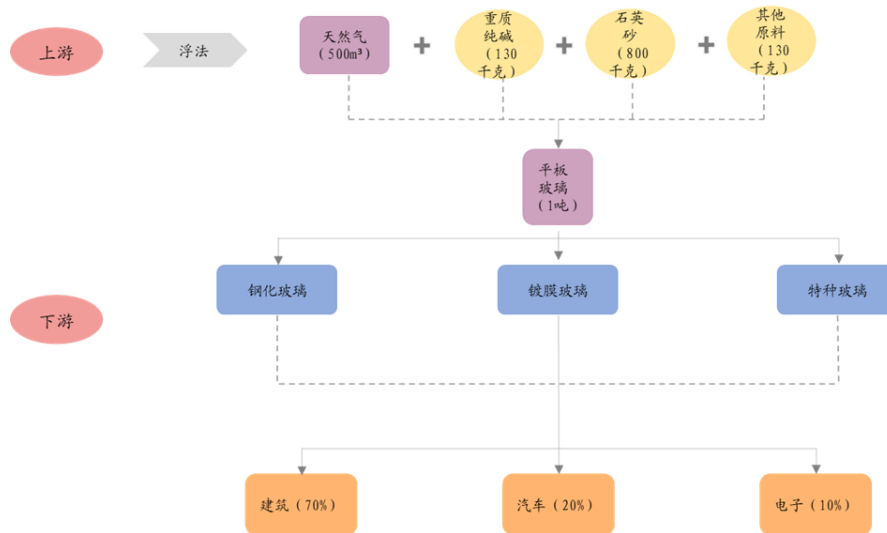 上游
浮法
天然气
(500m³)
重质
纯碱
(130
千克)
石英
砂
(800
千克)
其他
原料
(130
千克)
平板
玻璃
(1吨)
钢化玻璃
镀膜玻璃
特种玻璃
下游
建筑(70%)
汽车(20%)
电子(10%)